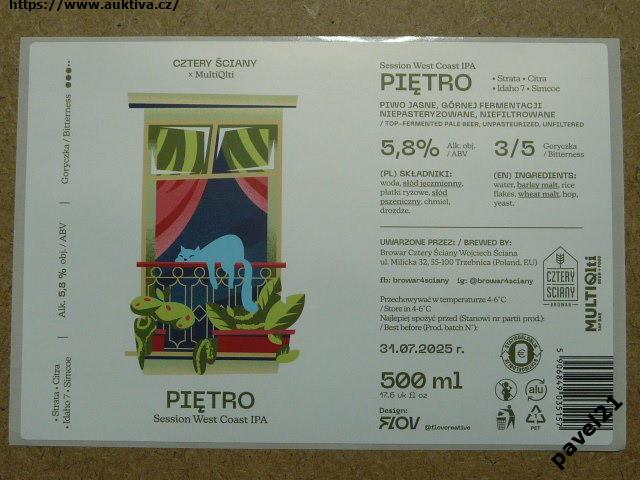 https://www.auktiva.cz/
Goryczka / Bitterness
Alk. 5,8 % obj. / ABV
• Strata • Citra
• Idaho 7 • Simcoe
CZTERY ŚCIANY
× MultiQlti
PIĘTRO
Session West Coast IPA
Session West Coast IPA
PIĘTRO
• Strata • Citra
• Idaho 7 • Simcoe
PIWO JASNE, GÓRNEJ FERMENTACJI
NIEPASTERYZOWANE, NIEFILTROWANE
/ TOP-FERMENTED PALE BEER, UNPASTEURIZED, UNFILTERED
5,8% Alk. obj. / ABV
3/5 Goryczka / Bitterness
(PL) SKŁADNIKI:
woda, słód jęczmienny,
płatki ryżowe, słód
pszeniczny, chmiel,
drożdże.
(EN) INGREDIENTS:
water, barley malt, rice
flakes, wheat malt, hop,
yeast.
UWARZONE PRZEZ: / BREWED BY:
Browar Cztery Ściany Wojciech Ściana
ul. Milicka 32, 55-100 Trzebnica (Poland, EU)
fb: browar4sciany ig: @browar4sciany
Przechowywać w temperaturze 4-6°C
/ Store in 4-6°C
Najlepiej spożyć przed (Stanowi nr partii prod.):
/ Best before (Prod. batch N°):
31.07.2025 r.
500 ml
17.6 uk fl oz
Design:
FLOV @flovcreative
CZTERY
ŚCIANY
BROWAR
MULTIQlti
TAP BAR
alu
PET
5906849035157
pavel21